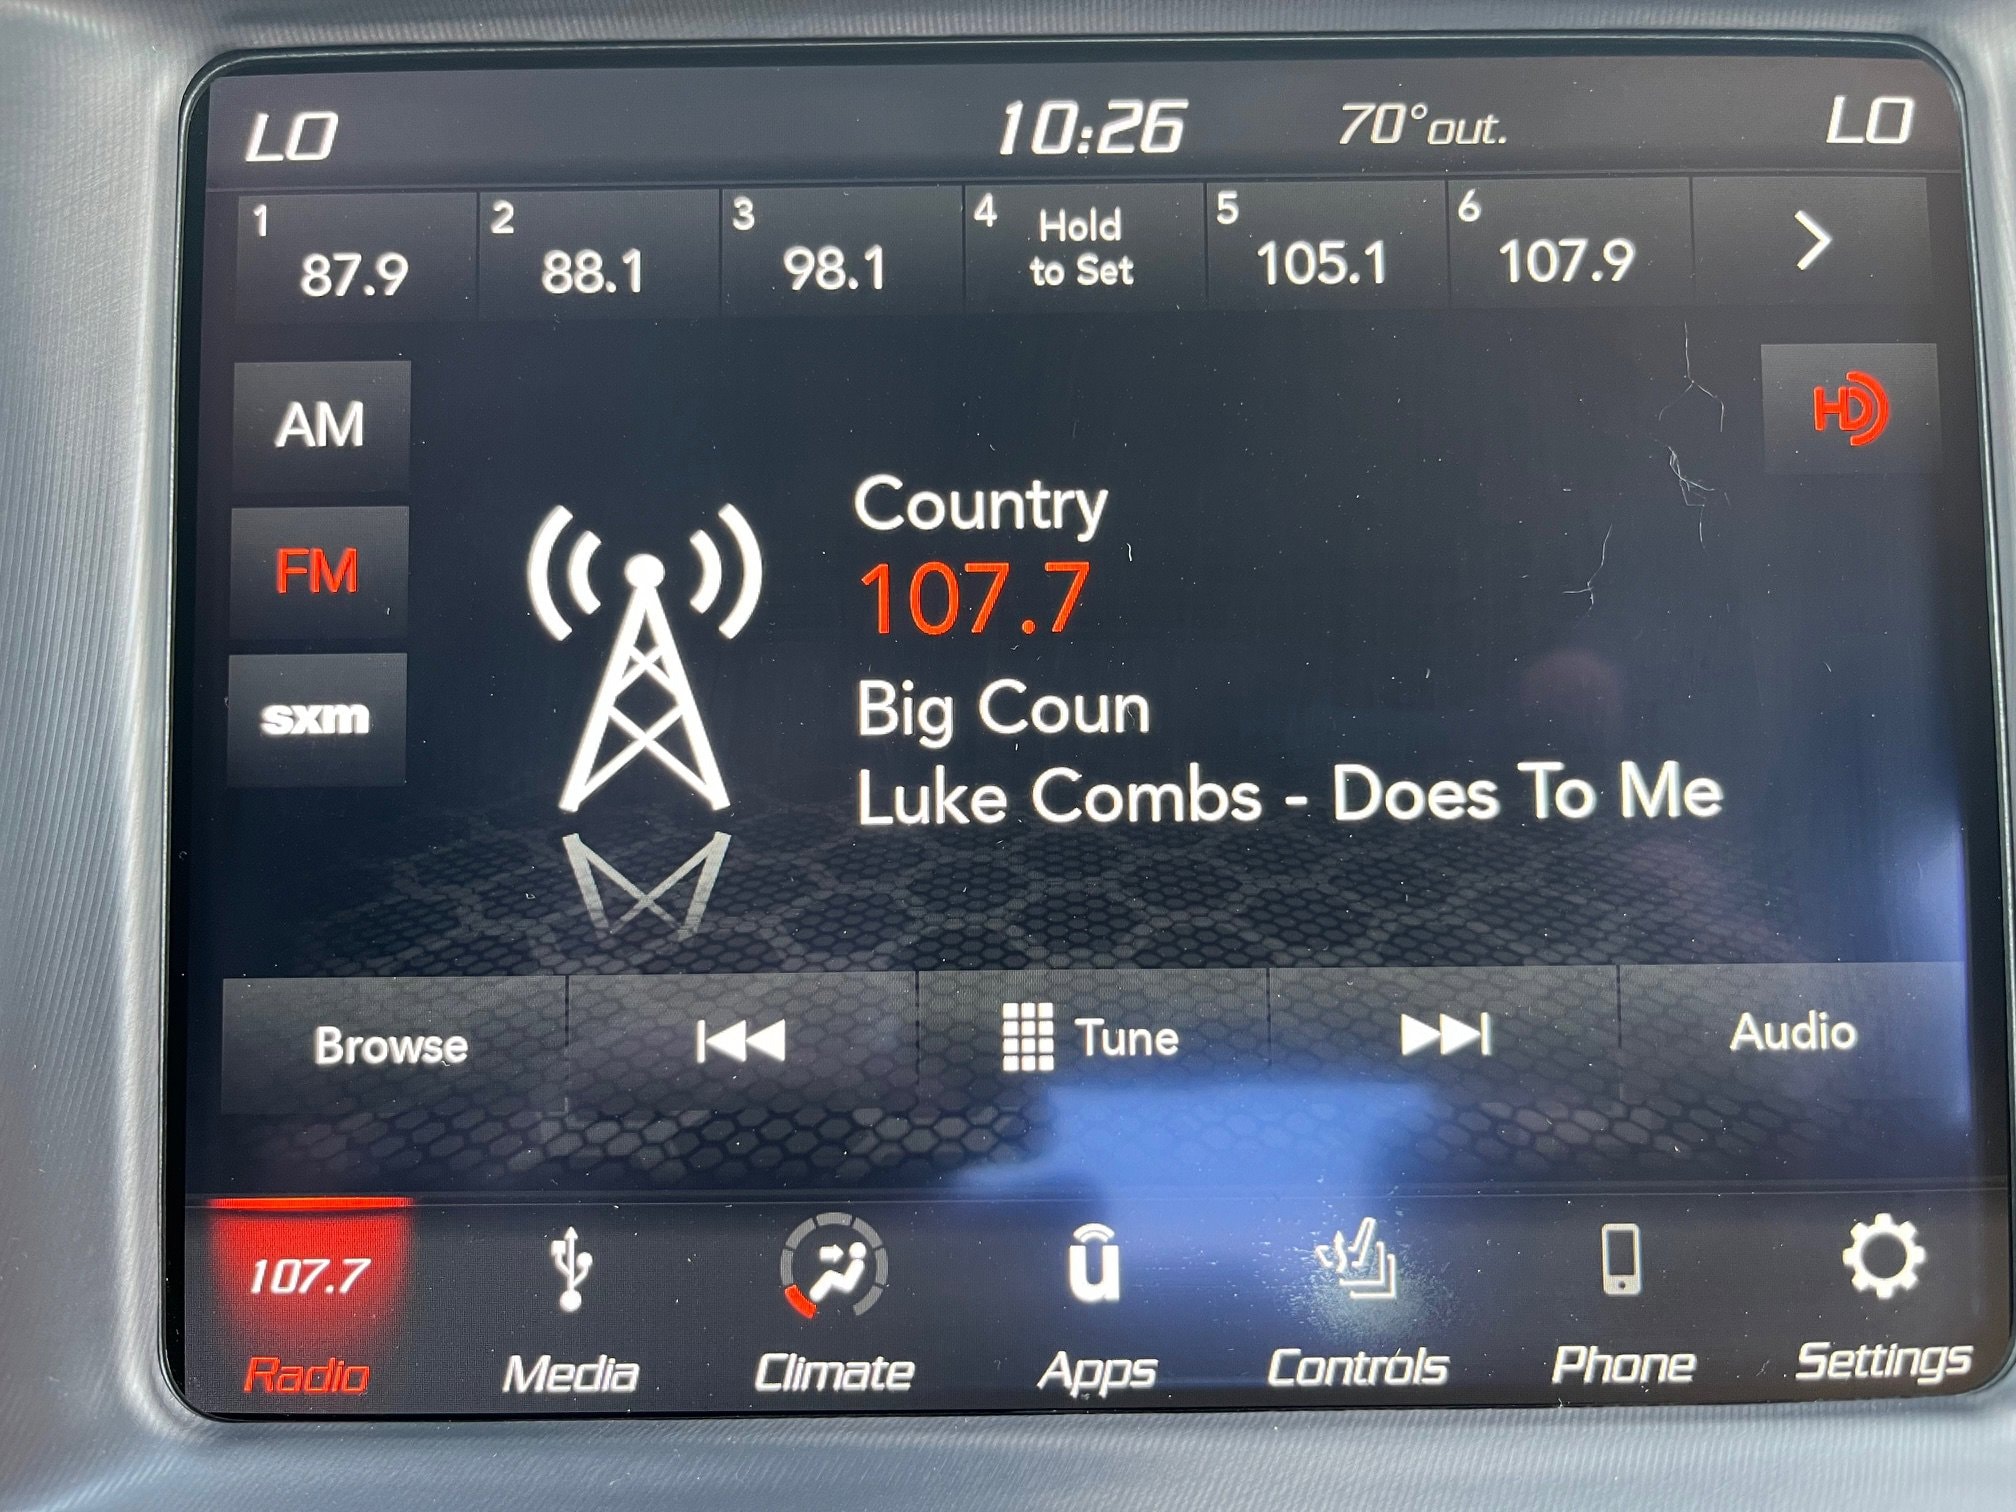 LO 10:26 70° out. LO
1 87.9 2 88.1 3 98.1 4 Hold to Set 5 105.1 6 107.9
AM
HD
Country
FM
107.7
sxm
Big Coun
Luke Combs - Does To Me
Browse Tune Audio
107.7 u
Radio Media Climate Apps Controls Phone Settings